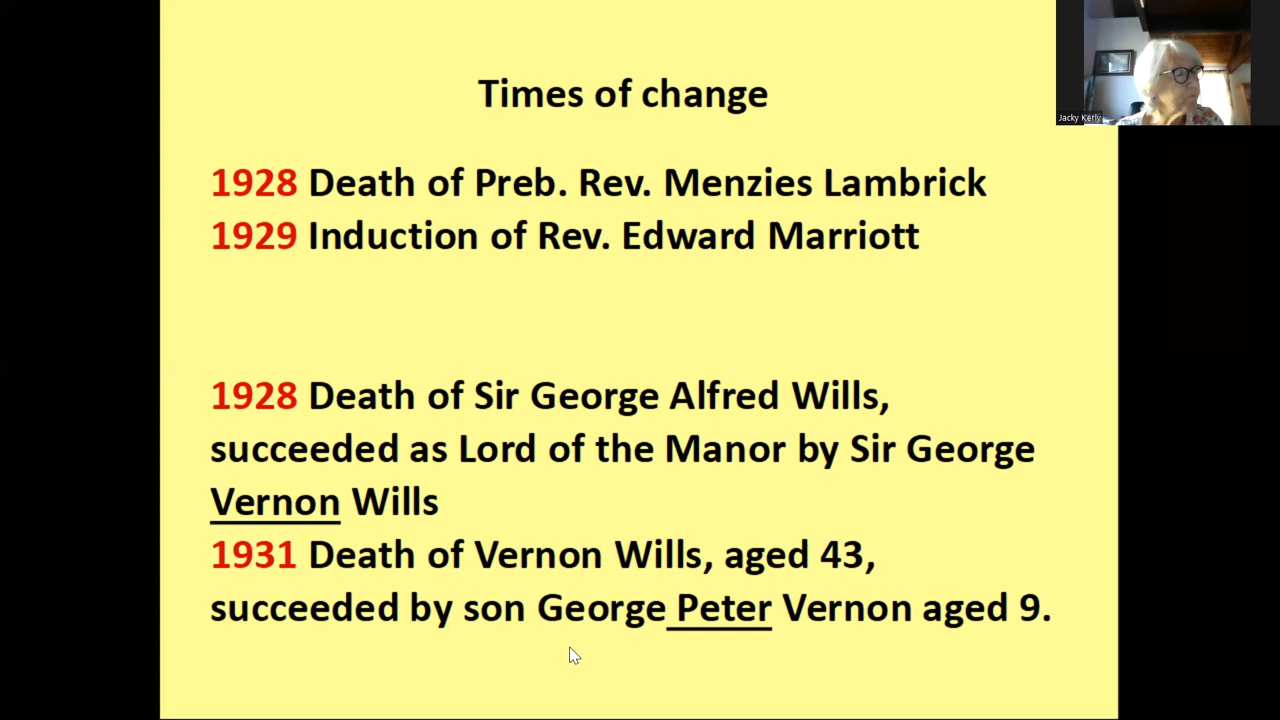 Times of change
Jacky Kerly
1928 Death of Preb. Rev. Menzies Lambrick
1929 Induction of Rev. Edward Marriott
1928 Death of Sir George Alfred Wills,
succeeded as Lord of the Manor by Sir George
Vernon Wills
1931 Death of Vernon Wills, aged 43,
succeeded by son George Peter Vernon aged 9.